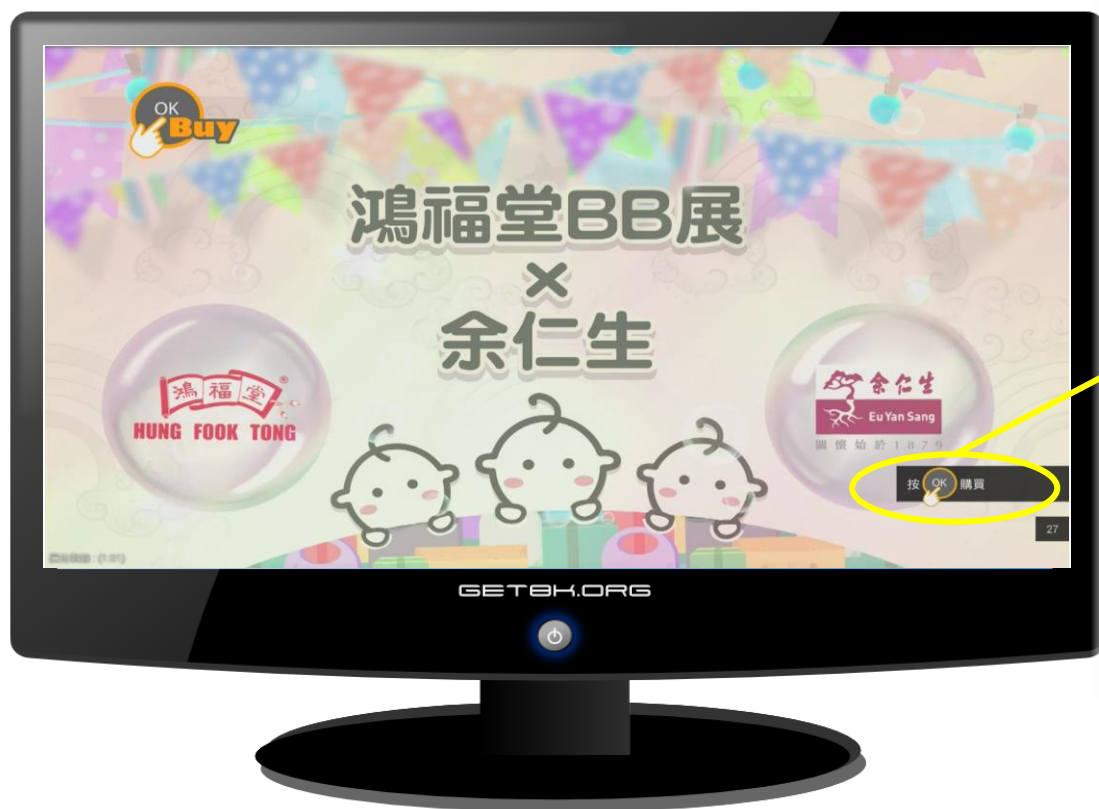 OK
Buy
鴻福堂BB展
×
余仁生
鴻福堂®
HUNG FOOK TONG
余仁生
Eu Yan Sang
關懷始於1879
按 OK 購買
27
GET8K.ORG